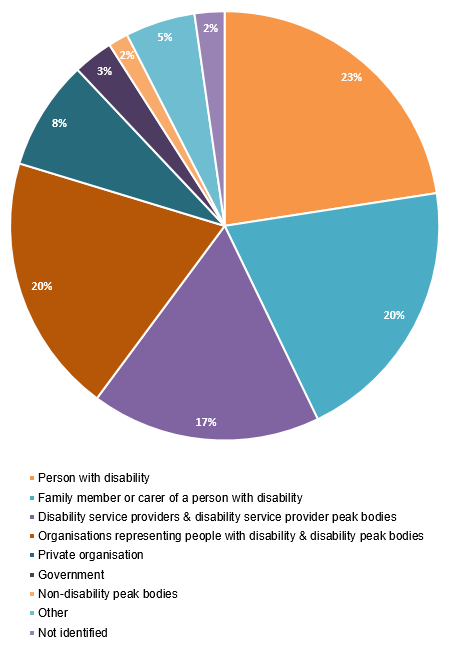 2%
5%
2%
3%
23%
8%
20%
20%
17%
Person with disability
Family member or carer of a person with disability
Disability service providers & disability service provider peak bodies
Organisations representing people with disability & disability peak bodies
Private organisation
Government
Non-disability peak bodies
Other
Not identified